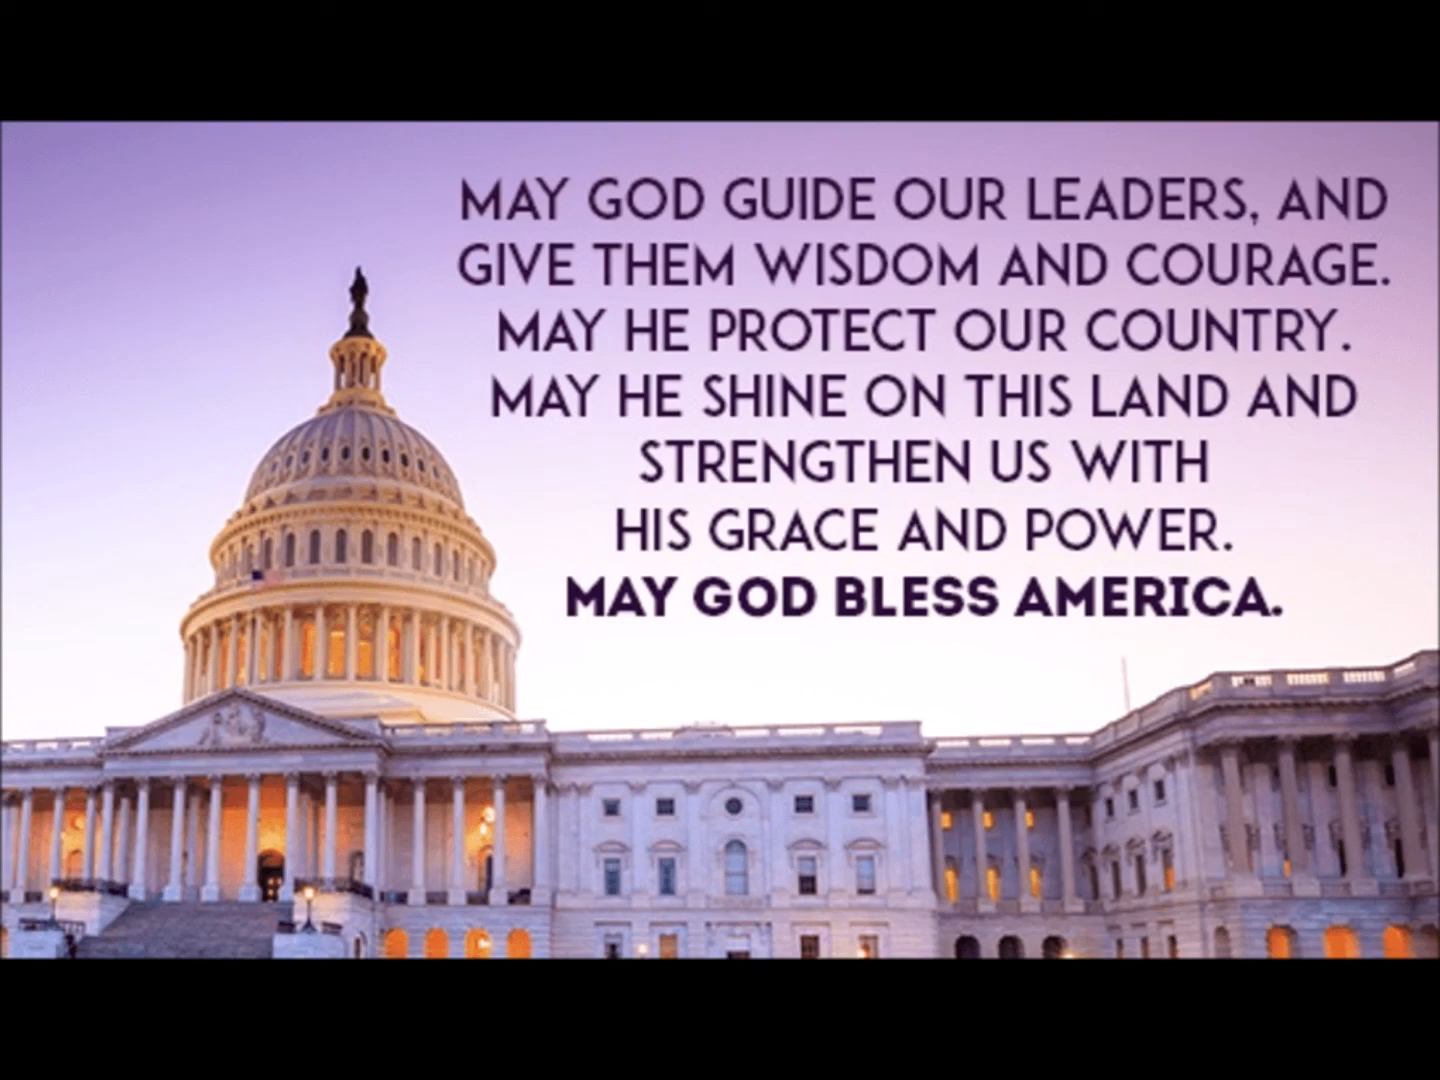 MAY GOD GUIDE OUR LEADERS, AND
GIVE THEM WISDOM AND COURAGE.
MAY HE PROTECT OUR COUNTRY.
MAY HE SHINE ON THIS LAND AND
STRENGTHEN US WITH
HIS GRACE AND POWER.
MAY GOD BLESS AMERICA.